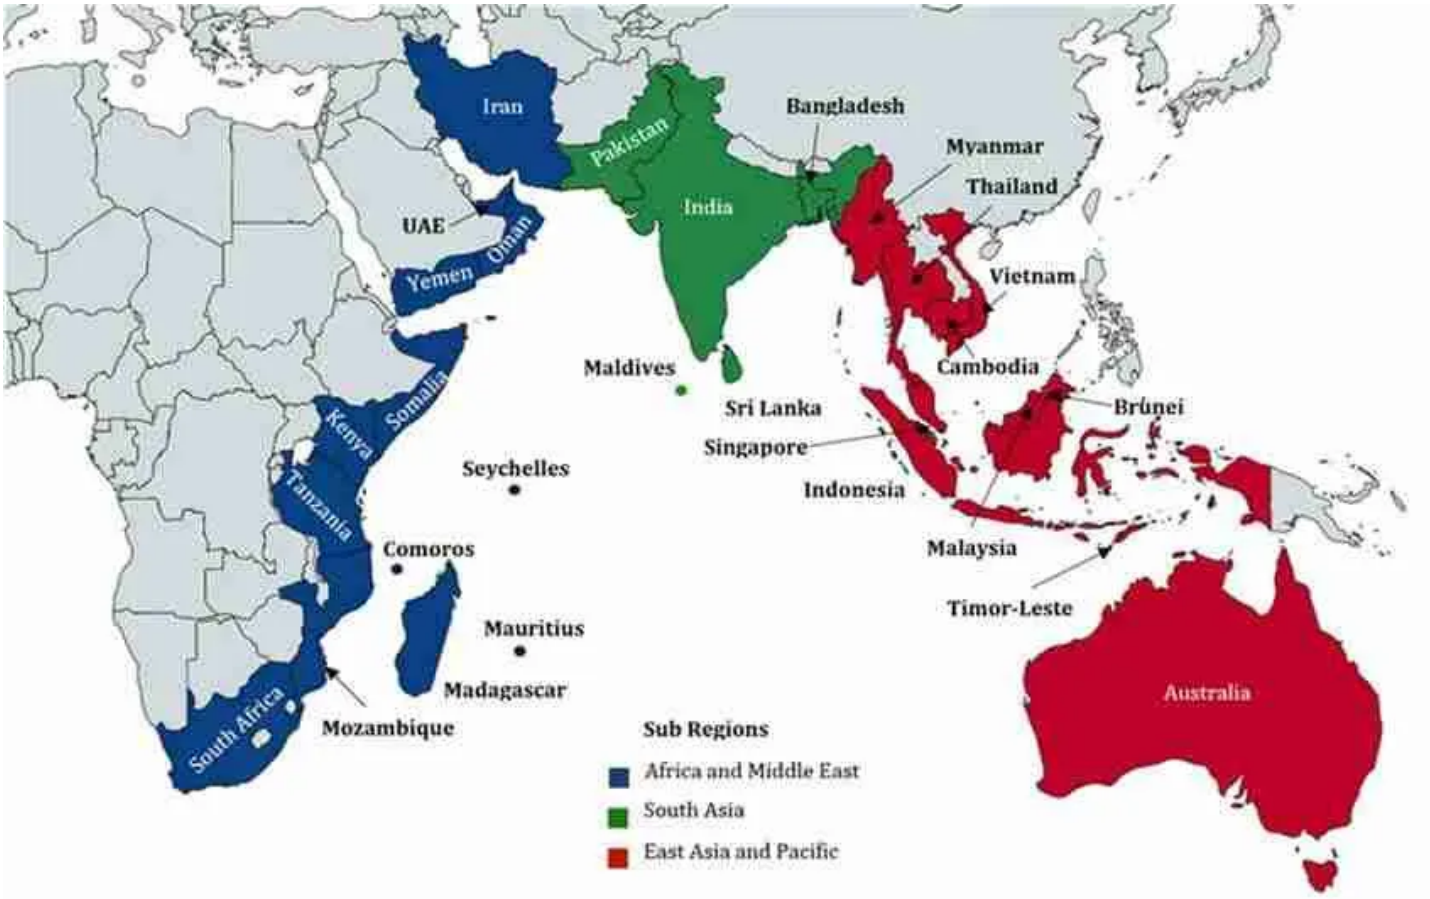 Iran
Bangladesh
Pakistan
Myanmar
Thailand
India
UAE
Oman
Yemen
Vietnam
Maldives
Cambodia
Somalia
Sri Lanka
Brunei
Kenya
Singapore
Seychelles
Indonesia
Tanzania
Comoros
Malaysia
Timor-Leste
Mauritius
Madagascar
Australia
South Africa
Mozambique
Sub Regions
Africa and Middle East
South Asia
East Asia and Pacific